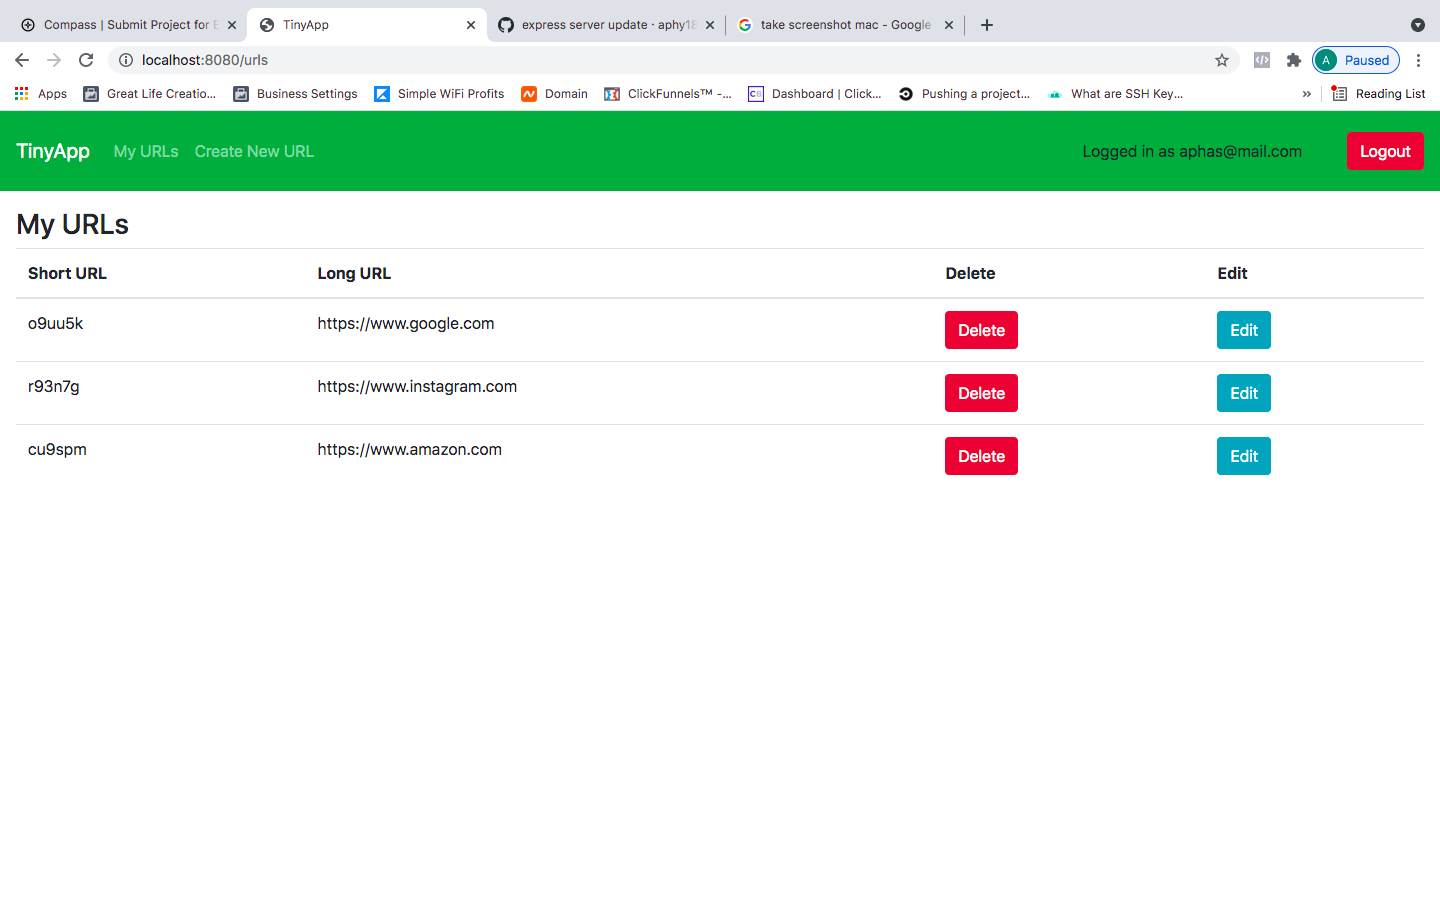 Compass | Submit Project for E
TinyApp
express server update · aphy18
take screenshot mac - Google
localhost:8080/urls
A Paused
Apps Great Life Creatio... Business Settings Simple WiFi Profits Domain ClickFunnels™ -... CB Dashboard | Click... Pushing a project... What are SSH Key... » Reading List
TinyApp My URLs Create New URL Logged in as aphas@mail.com Logout
My URLs
Short URL Long URL Delete Edit
o9uu5k https://www.google.com Delete Edit
r93n7g https://www.instagram.com Delete Edit
cu9spm https://www.amazon.com Delete Edit